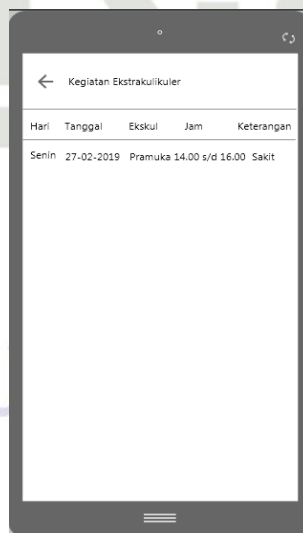 Kegiatan Ekstrakulikuler
Hari Tanggal Ekskul Jam Keterangan
Senin 27-02-2019 Pramuka 14.00 s/d 16.00 Sakit